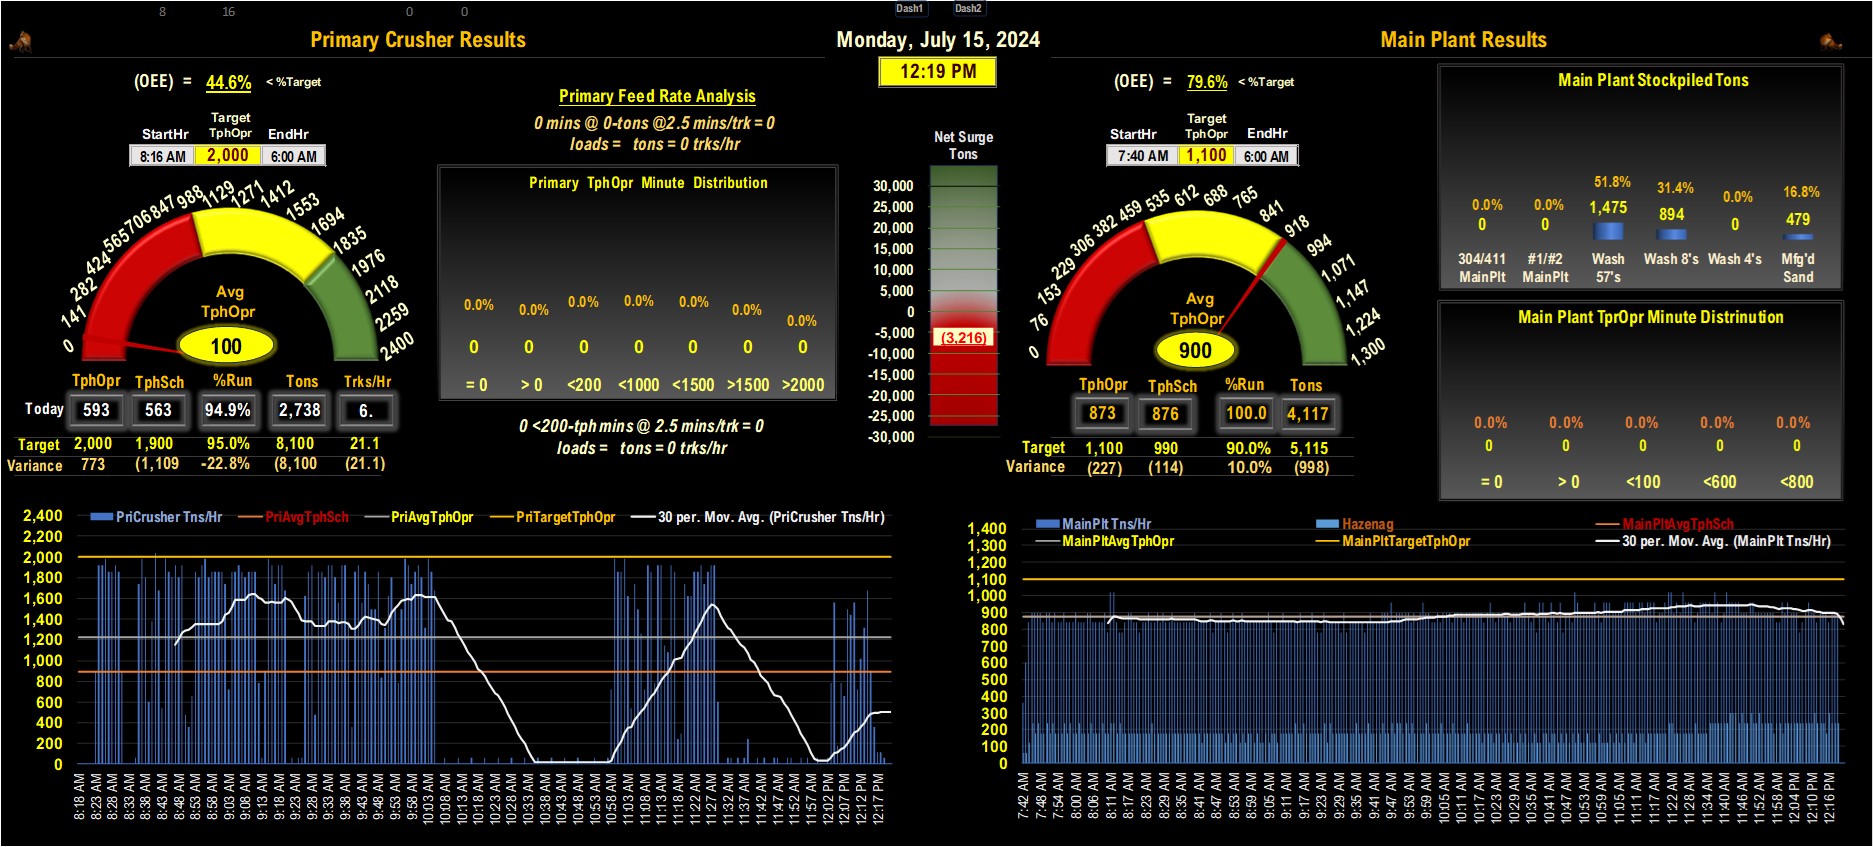 8 16 0 0 Dash1 Dash2
Primary Crusher Results
Monday, July 15, 2024
Main Plant Results
12:19 PM
(OEE) = 44.6% < %Target
Target
StartHr TphOpr EndHr
8:16 AM 2,000 6:00 AM
0 141 282 424 565 706 847 988 1129 1271 1412 1553 1694 1835 1976 2118 2259 2400
Avg
TphOpr
100
TphOpr TphSch %Run Tons Trks/Hr
Today 593 563 94.9% 2,738 6.
Target 2,000 1,900 95.0% 8,100 21.1
Variance 773 (1,109 -22.8% (8,100 (21.1)
Primary Feed Rate Analysis
0 mins @ 0-tons @2.5 mins/trk = 0
loads = tons = 0 trks/hr
Primary TphOpr Minute Distribution
0.0% 0.0% 0.0% 0.0% 0.0% 0.0% 0.0%
0 0 0 0 0 0 0
= 0 > 0 <200 <1000 <1500 >1500 >2000
0 <200-tph mins @ 2.5 mins/trk = 0
loads = tons = 0 trks/hr
Net Surge
Tons
30,000
25,000
20,000
15,000
10,000
5,000
0
-5,000
(3,216)
-10,000
-15,000
-20,000
-25,000
-30,000
(OEE) = 79.6% < %Target
Target
StartHr TphOpr EndHr
7:40 AM 1,100 6:00 AM
0 76 153 229 306 382 459 535 612 688 765 841 918 994 1,071 1,147 1,224 1,300
Avg
TphOpr
900
TphOpr TphSch %Run Tons
873 876 100.0 4,117
Target 1,100 990 90.0% 5,115
Variance (227) (114) 10.0% (998)
Main Plant Stockpiled Tons
0.0% 0.0% 51.8% 31.4% 0.0% 16.8%
0 0 1,475 894 0 479
304/411 #1/#2 Wash Wash 8's Wash 4's Mfg'd
MainPlt MainPlt 57's Sand
Main Plant TprOpr Minute Distrinution
0.0% 0.0% 0.0% 0.0% 0.0%
0 0 0 0 0
= 0 > 0 <100 <600 <800
PriCrusher Tns/Hr PriAvgTphSch PriAvgTphOpr PriTargetTphOpr 30 per. Mov. Avg. (PriCrusher Tns/Hr)
2,400
2,200
2,000
1,800
1,600
1,400
1,200
1,000
800
600
400
200
0
8:18 AM 8:23 AM 8:28 AM 8:33 AM 8:38 AM 8:43 AM 8:48 AM 8:53 AM 8:58 AM 9:03 AM 9:08 AM 9:13 AM 9:18 AM 9:23 AM 9:28 AM 9:33 AM 9:38 AM 9:43 AM 9:48 AM 9:53 AM 9:58 AM 10:03 AM 10:08 AM 10:13 AM 10:18 AM 10:23 AM 10:28 AM 10:33 AM 10:38 AM 10:43 AM 10:48 AM 10:53 AM 10:58 AM 11:03 AM 11:08 AM 11:13 AM 11:18 AM 11:22 AM 11:27 AM 11:32 AM 11:37 AM 11:42 AM 11:47 AM 11:52 AM 11:57 AM 12:02 PM 12:07 PM 12:12 PM 12:17 PM
MainPlt Tns/Hr Hazenag MainPltAvgTphSch
MainPltAvgTphOpr MainPltTargetTphOpr 30 per. Mov. Avg. (MainPlt Tns/Hr)
1,400
1,300
1,200
1,100
1,000
900
800
700
600
500
400
300
200
100
0
7:42 AM 7:48 AM 7:54 AM 8:00 AM 8:06 AM 8:11 AM 8:17 AM 8:23 AM 8:29 AM 8:35 AM 8:41 AM 8:47 AM 8:53 AM 8:59 AM 9:05 AM 9:11 AM 9:17 AM 9:23 AM 9:29 AM 9:35 AM 9:41 AM 9:47 AM 9:53 AM 9:59 AM 10:05 AM 10:11 AM 10:17 AM 10:23 AM 10:29 AM 10:35 AM 10:41 AM 10:47 AM 10:53 AM 10:59 AM 11:05 AM 11:11 AM 11:17 AM 11:22 AM 11:28 AM 11:34 AM 11:40 AM 11:46 AM 11:52 AM 11:58 AM 12:04 PM 12:10 PM 12:16 PM